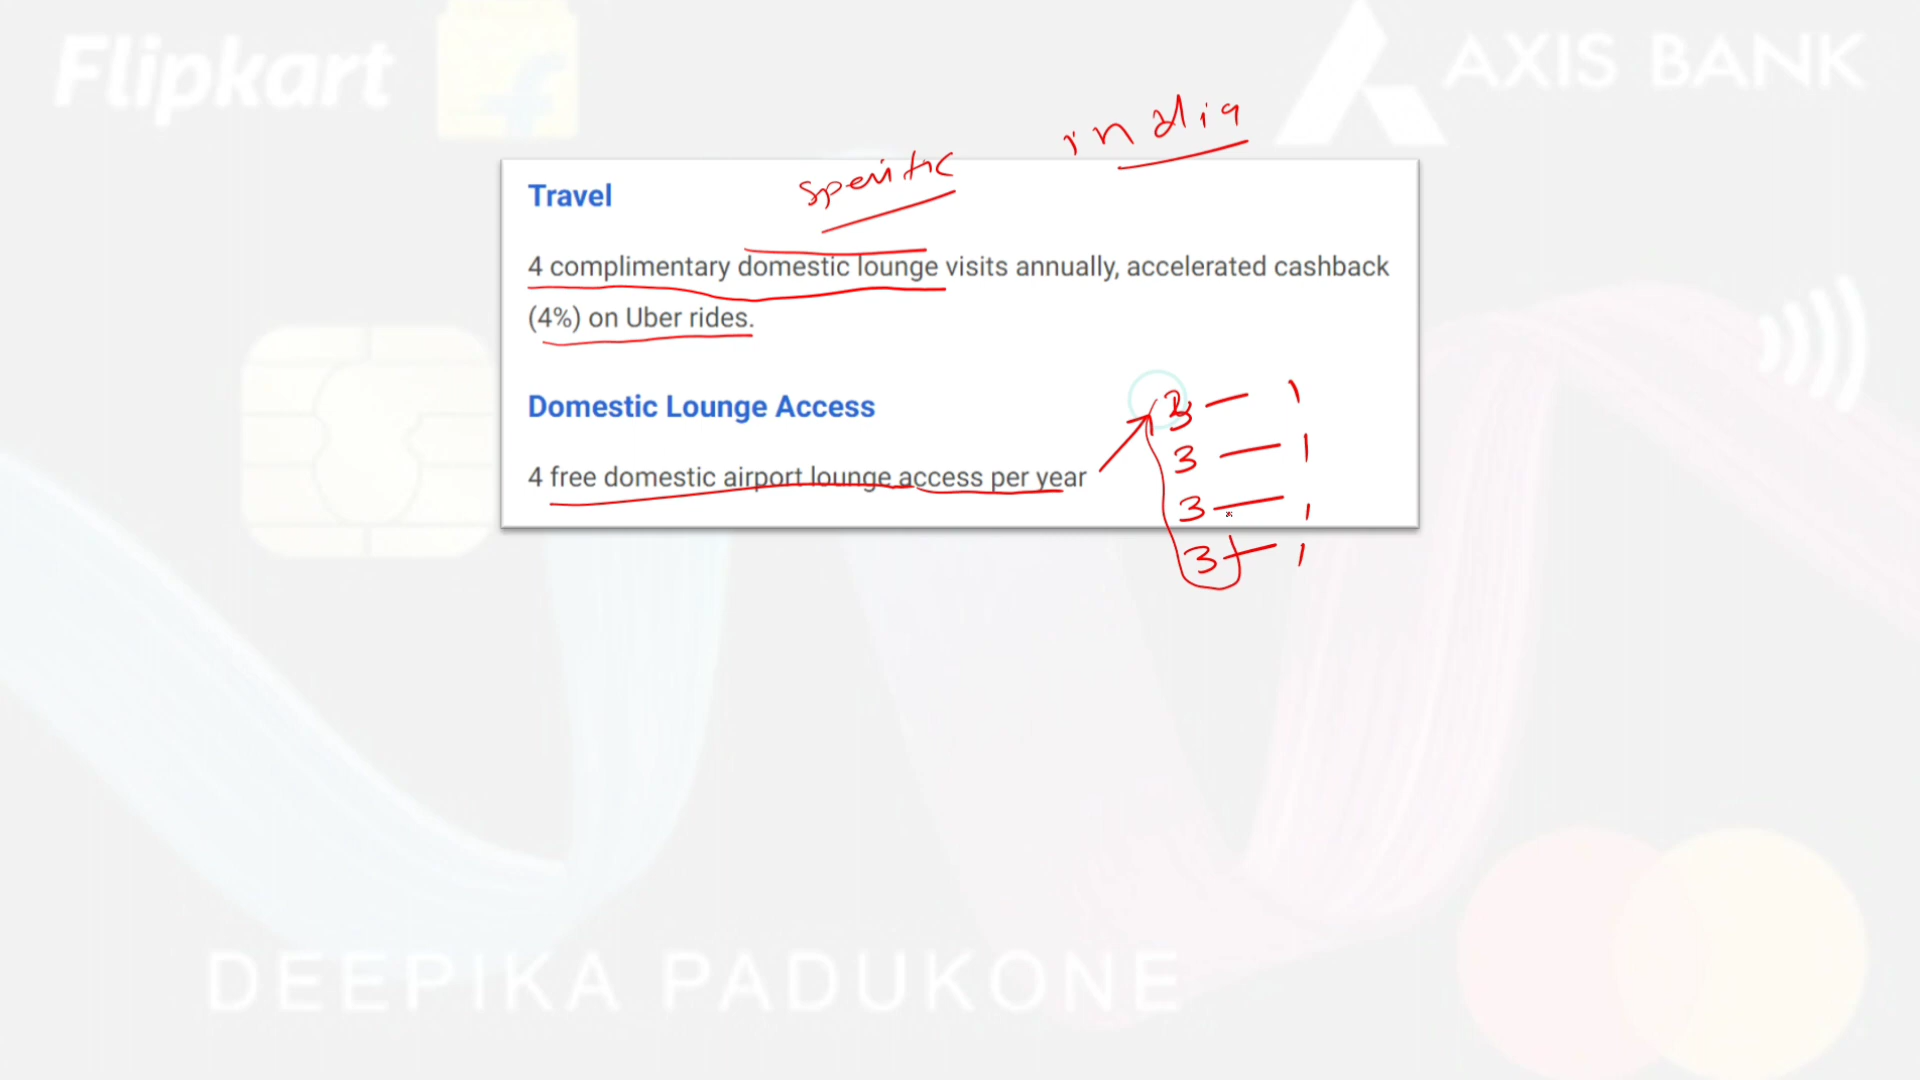 Flipkart
AXIS BANK
india
specific
Travel
4 complimentary domestic lounge visits annually, accelerated cashback
(4%) on Uber rides.
Domestic Lounge Access
3 — 1
3 — 1
4 free domestic airport lounge access per year
3 — 1
3 — 1
DEEPIKA PADUKONE